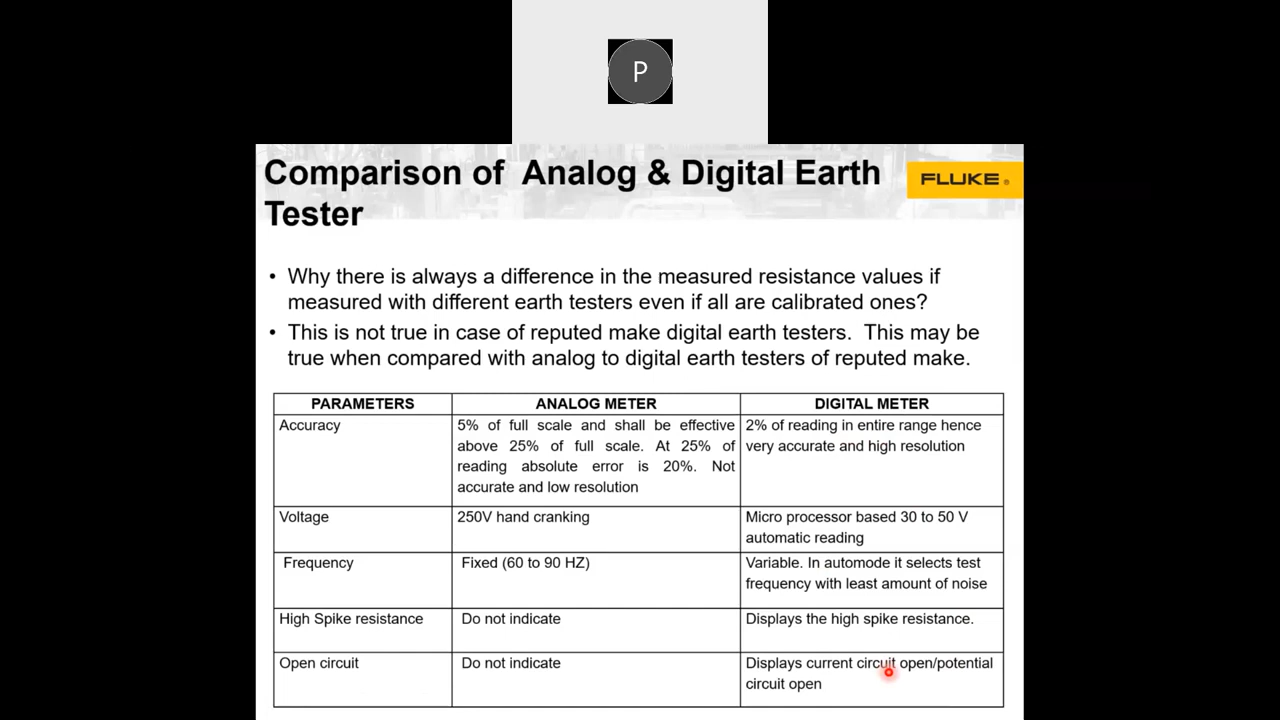 P
Comparison of Analog & Digital Earth
Tester
FLUKE®
• Why there is always a difference in the measured resistance values if
measured with different earth testers even if all are calibrated ones?
• This is not true in case of reputed make digital earth testers. This may be
true when compared with analog to digital earth testers of reputed make.
PARAMETERS ANALOG METER DIGITAL METER
Accuracy 5% of full scale and shall be effective 2% of reading in entire range hence
above 25% of full scale. At 25% of very accurate and high resolution
reading absolute error is 20%. Not
accurate and low resolution
Voltage 250V hand cranking Micro processor based 30 to 50 V
automatic reading
Frequency Fixed (60 to 90 HZ) Variable. In automode it selects test
frequency with least amount of noise
High Spike resistance Do not indicate Displays the high spike resistance.
Open circuit Do not indicate Displays current circuit open/potential
circuit open